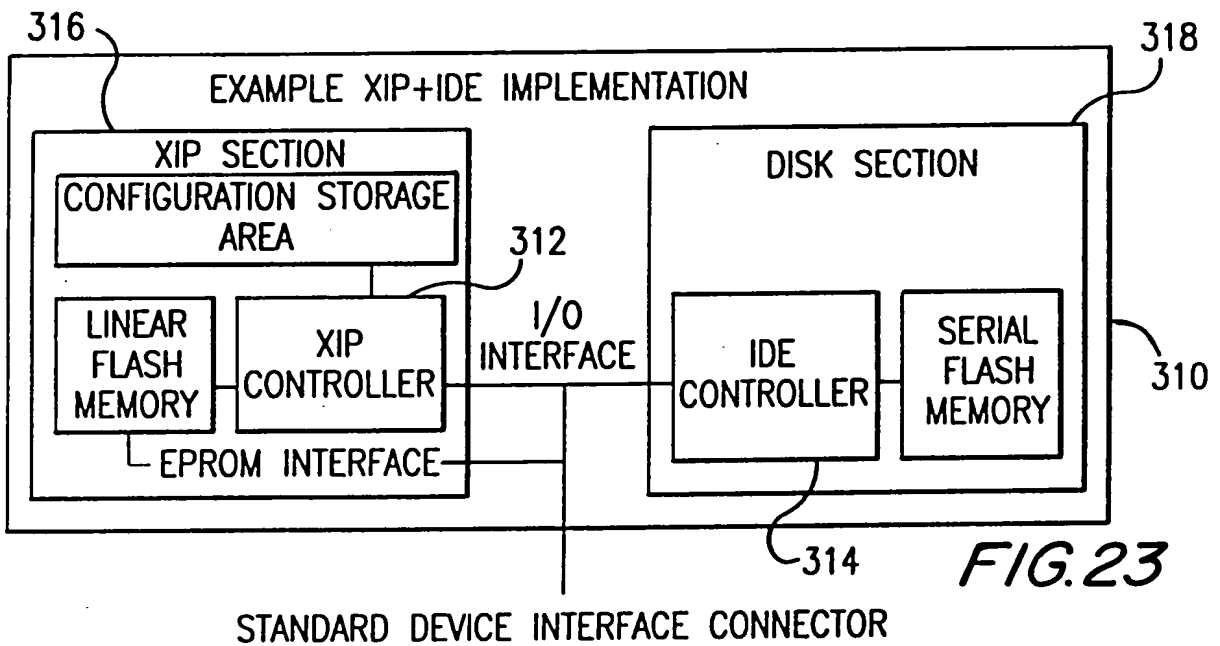 316
318
EXAMPLE XIP+IDE IMPLEMENTATION
XIP SECTION
CONFIGURATION STORAGE
AREA
312
LINEAR
FLASH
MEMORY
XIP
CONTROLLER
EPROM INTERFACE
I/O
INTERFACE
DISK SECTION
IDE
CONTROLLER
SERIAL
FLASH
MEMORY
310
314
FIG.23
STANDARD DEVICE INTERFACE CONNECTOR